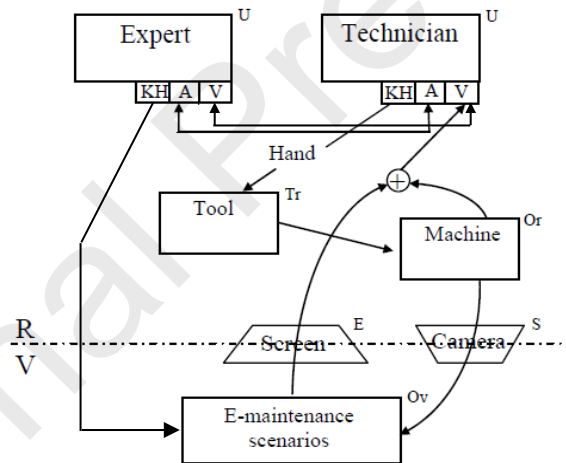 U
U
Expert
Technician
KH A V
KH A V
Hand
+
Tool
Tr
Machine
Or
R
Screen
E
Camera
S
V
E-maintenance
scenarios
Ov